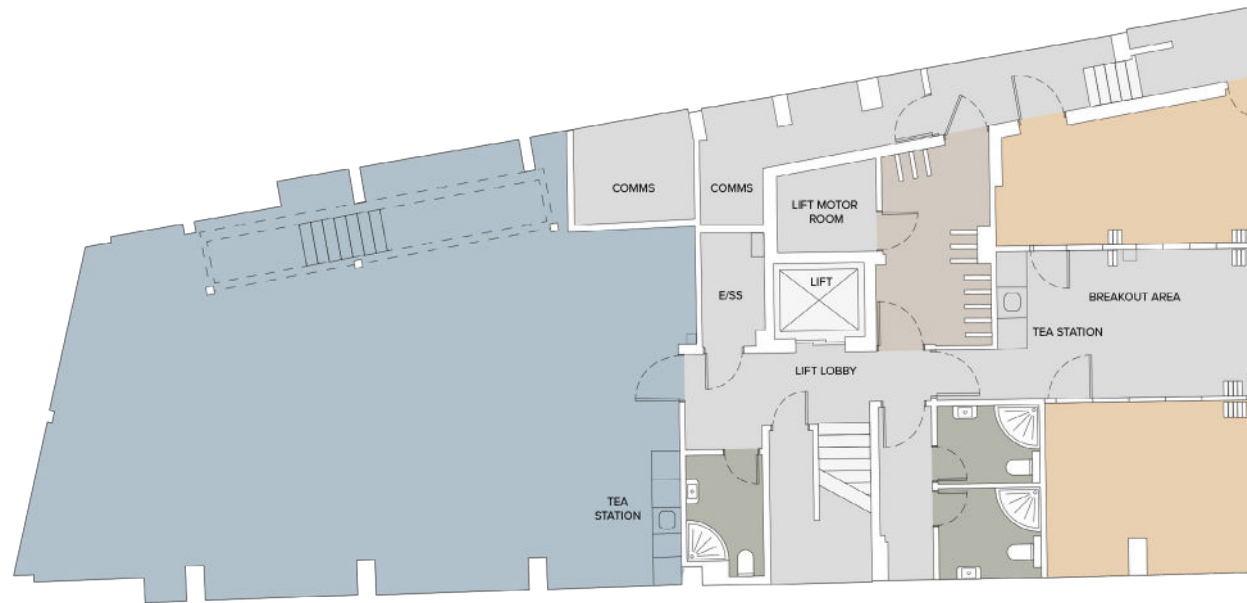 COMMS
COMMS
LIFT MOTOR
ROOM
E/SS
LIFT
BREAKOUT AREA
TEA STATION
LIFT LOBBY
TEA
STATION